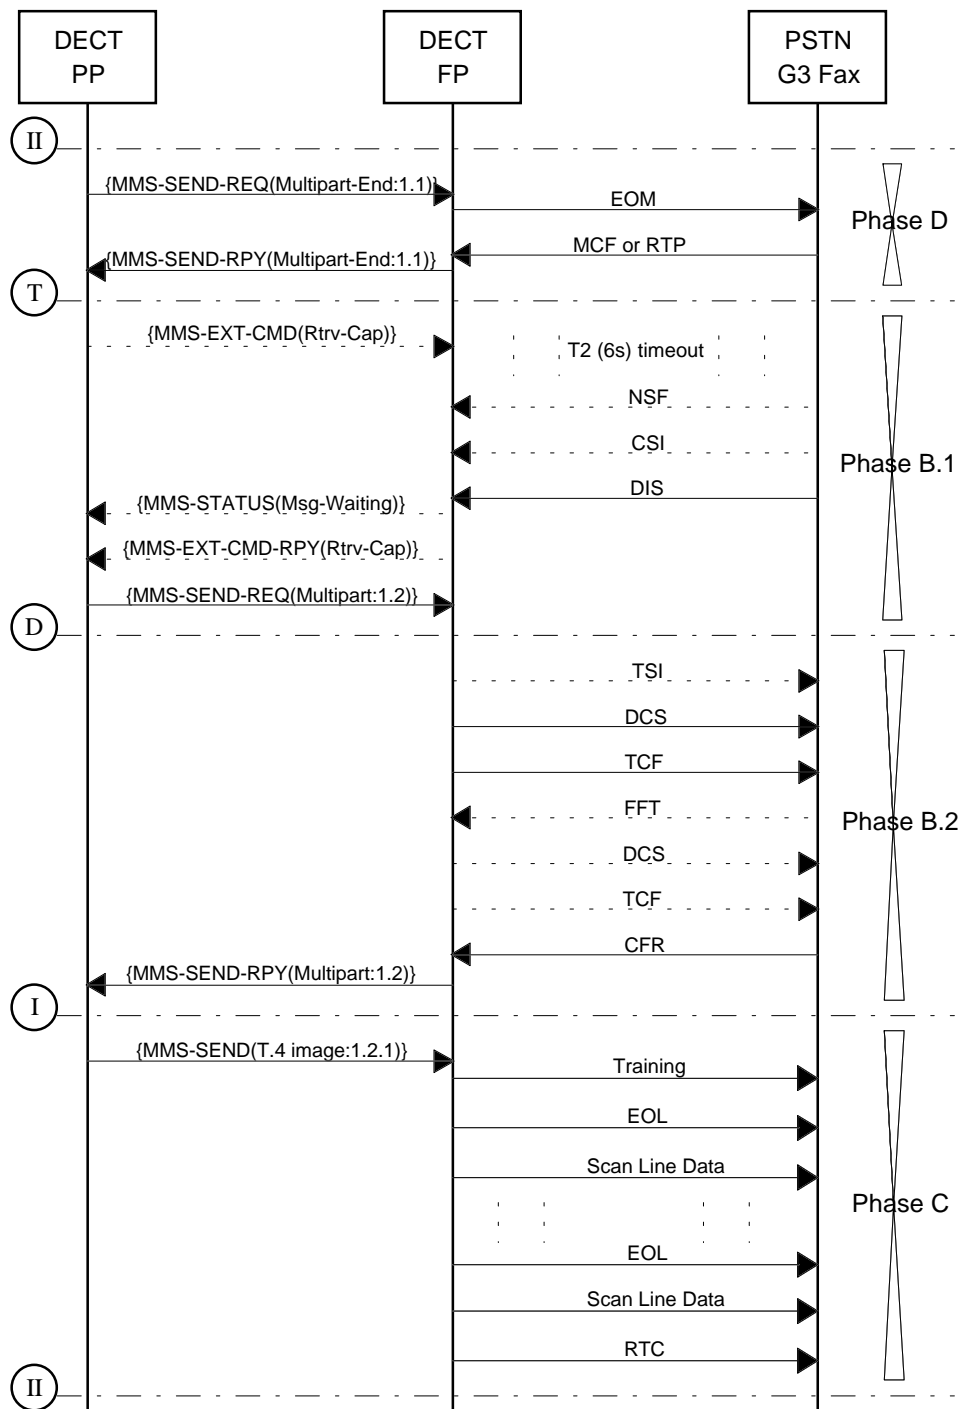 DECT
PP
DECT
FP
PSTN
G3 Fax
II
{MMS-SEND-REQ(Multipart-End:1.1)}
EOM
Phase D
MCF or RTP
{MMS-SEND-RPY(Multipart-End:1.1)}
T
{MMS-EXT-CMD(Rtrv-Cap)}
T2 (6s) timeout
NSF
CSI
Phase B.1
DIS
{MMS-STATUS(Msg-Waiting)}
{MMS-EXT-CMD-RPY(Rtrv-Cap)}
{MMS-SEND-REQ(Multipart:1.2)}
D
TSI
DCS
TCF
FFT
Phase B.2
DCS
TCF
CFR
{MMS-SEND-RPY(Multipart:1.2)}
I
{MMS-SEND(T.4 image:1.2.1)}
Training
EOL
Scan Line Data
Phase C
EOL
Scan Line Data
RTC
II